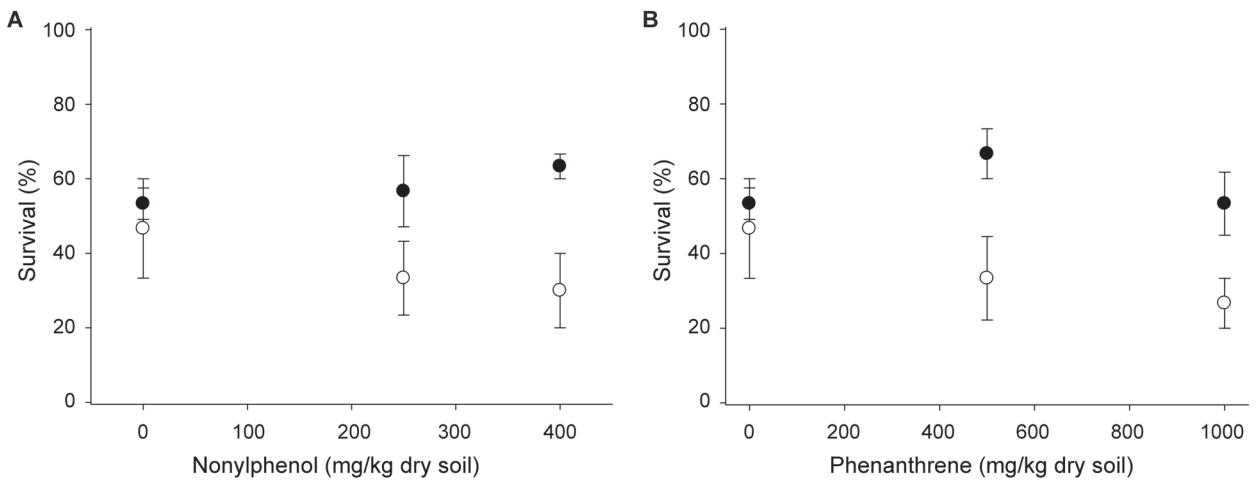 A
100
80
60
40
20
0
Survival (%)
0 100 200 300 400
Nonylphenol (mg/kg dry soil)
B
100
80
60
40
20
0
Survival (%)
0 200 400 600 800 1000
Phenanthrene (mg/kg dry soil)